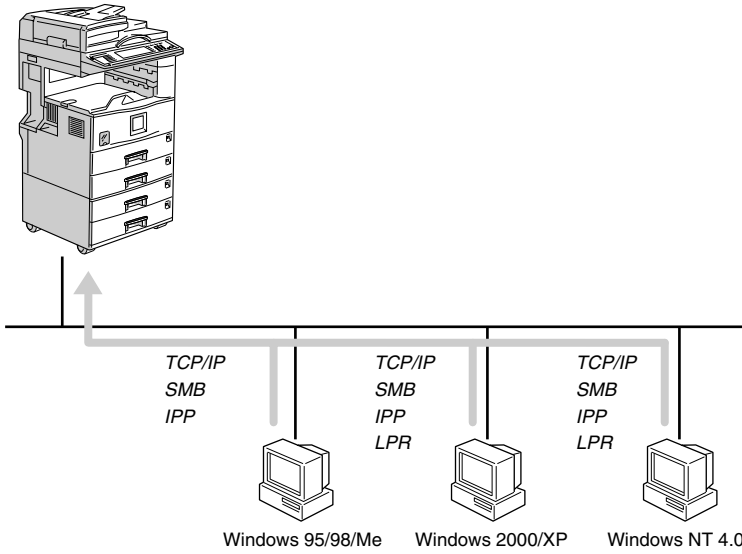 TCP/IP
SMB
IPP
TCP/IP
SMB
IPP
LPR
TCP/IP
SMB
IPP
LPR
Windows 95/98/Me
Windows 2000/XP
Windows NT 4.0